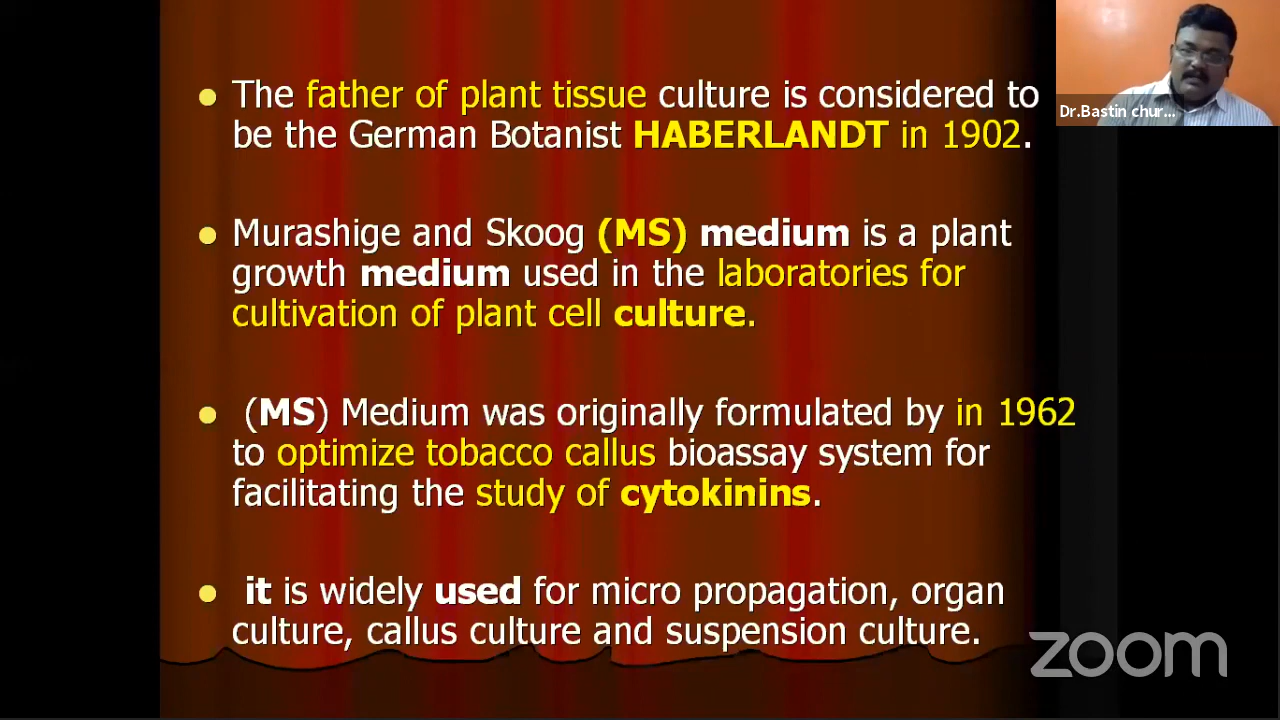 The father of plant tissue culture is considered to
be the German Botanist HABERLANDT in 1902.
Murashige and Skoog (MS) medium is a plant
growth medium used in the laboratories for
cultivation of plant cell culture.
(MS) Medium was originally formulated by in 1962
to optimize tobacco callus bioassay system for
facilitating the study of cytokinins.
it is widely used for micro propagation, organ
culture, callus culture and suspension culture.
Dr.Bastin chur...
zoom